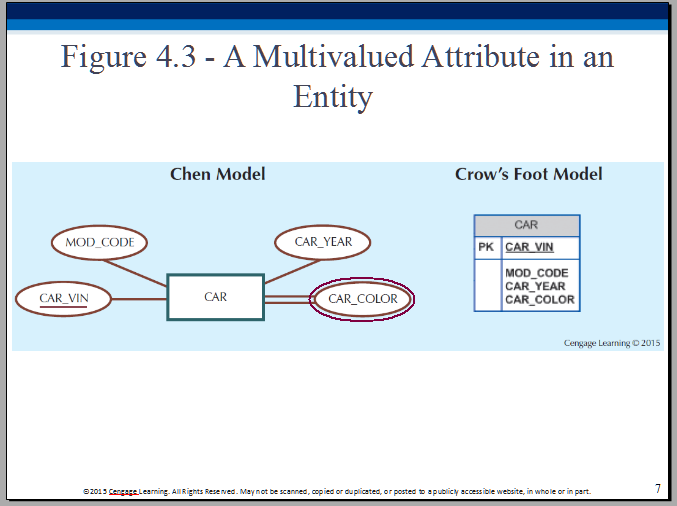 Figure 4.3 - A Multivalued Attribute in an
Entity
Chen Model
Crow's Foot Model
MOD_CODE
CAR_YEAR
CAR_VIN
CAR
CAR_COLOR
CAR
PK CAR_VIN
MOD_CODE
CAR_YEAR
CAR_COLOR
Cengage Learning © 2015
©2015 Cengage Learning. All Rights Reserved. May not be scanned, copied or duplicated, or posted to a publicly accessible website, in whole or in part.
7